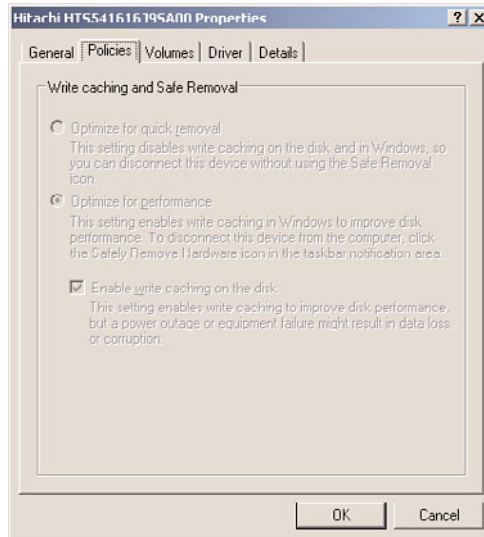 Hitachi HTS541616J9SA00 Properties
? X
General Policies Volumes Driver Details
Write caching and Safe Removal
Optimize for quick removal
This setting disables write caching on the disk and in Windows, so
you can disconnect this device without using the Safe Removal
icon.
Optimize for performance
This setting enables write caching in Windows to improve disk
performance. To disconnect this device from the computer, click
the Safely Remove Hardware icon in the taskbar notification area.
Enable write caching on the disk
This setting enables write caching to improve disk performance,
but a power outage or equipment failure might result in data loss
or corruption.
OK Cancel